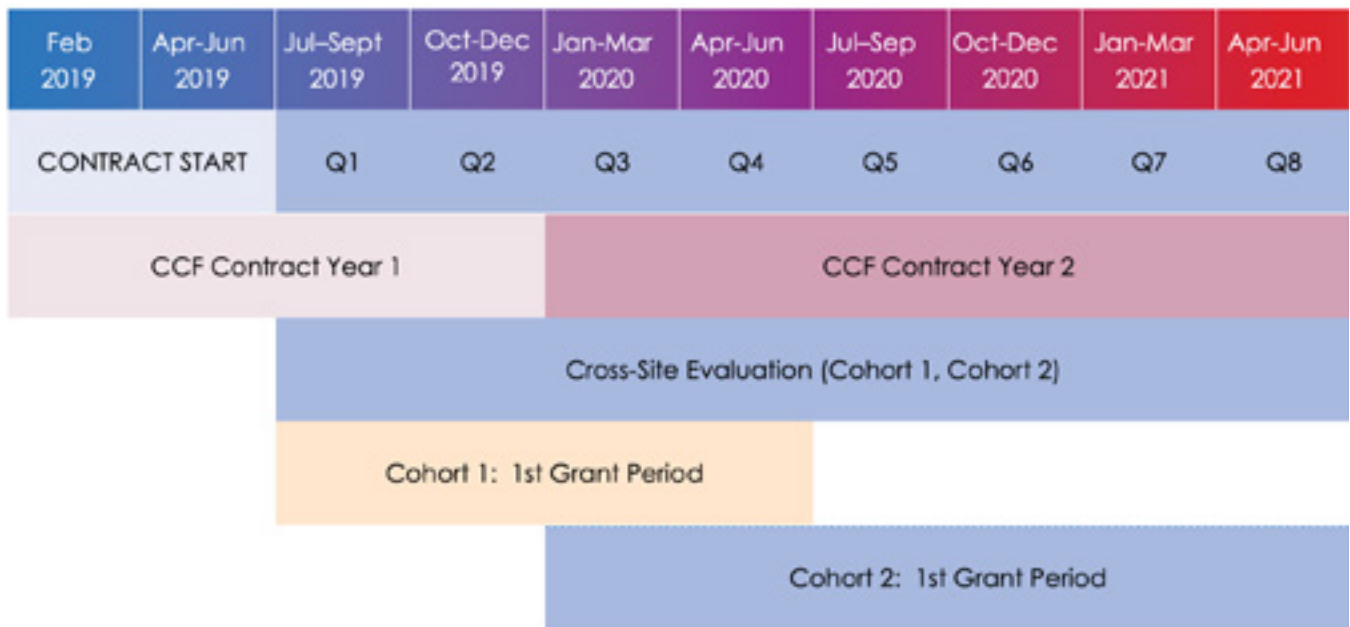 Feb Apr-Jun Jul–Sept Oct-Dec Jan-Mar Apr-Jun Jul–Sep Oct-Dec Jan-Mar Apr-Jun
2019 2019 2019 2019 2020 2020 2020 2020 2021 2021
CONTRACT START Q1 Q2 Q3 Q4 Q5 Q6 Q7 Q8
CCF Contract Year 1 CCF Contract Year 2
Cross-Site Evaluation (Cohort 1, Cohort 2)
Cohort 1: 1st Grant Period
Cohort 2: 1st Grant Period